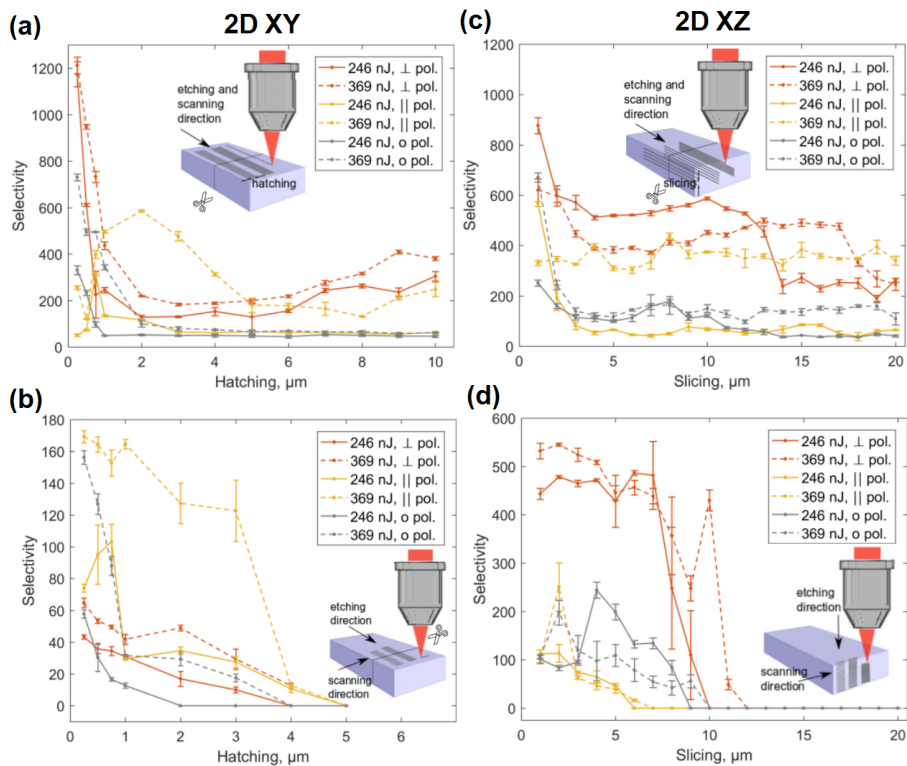 2D XY
2D XZ
(a)
1200
1000
800
600
400
200
0
Selectivity
0
2
4
6
8
10
Hatching, μm
etching and
scanning
direction
hatching
246 nJ, ⊥ pol.
369 nJ, ⊥ pol.
246 nJ, || pol.
369 nJ, || pol.
246 nJ, o pol.
369 nJ, o pol.
(c)
1200
1000
800
600
400
200
0
Selectivity
0
5
10
15
20
Slicing, μm
etching and
scanning
direction
slicing
246 nJ, ⊥ pol.
369 nJ, ⊥ pol.
246 nJ, || pol.
369 nJ, || pol.
246 nJ, o pol.
369 nJ, o pol.
(b)
180
160
140
120
100
80
60
40
20
0
Selectivity
0
1
2
3
4
5
6
Hatching, μm
246 nJ, ⊥ pol.
369 nJ, ⊥ pol.
246 nJ, || pol.
369 nJ, || pol.
246 nJ, o pol.
369 nJ, o pol.
etching
direction
scanning
direction
(d)
600
500
400
300
200
100
0
Selectivity
0
5
10
15
20
Slicing, μm
246 nJ, ⊥ pol.
369 nJ, ⊥ pol.
246 nJ, || pol.
369 nJ, || pol.
246 nJ, o pol.
369 nJ, o pol.
etching
direction
scanning
direction